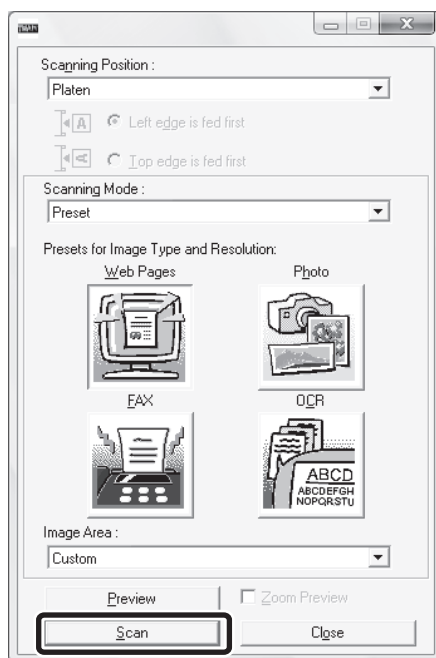 TWAIN
Scanning Position :
Platen
A
Left edge is fed first
A
Top edge is fed first
Scanning Mode :
Preset
Presets for Image Type and Resolution:
Web Pages Photo
FAX OCR
ABCD
ABCDEFGH
NOPQRSTU
Image Area :
Custom
Preview Zoom Preview
Scan Close